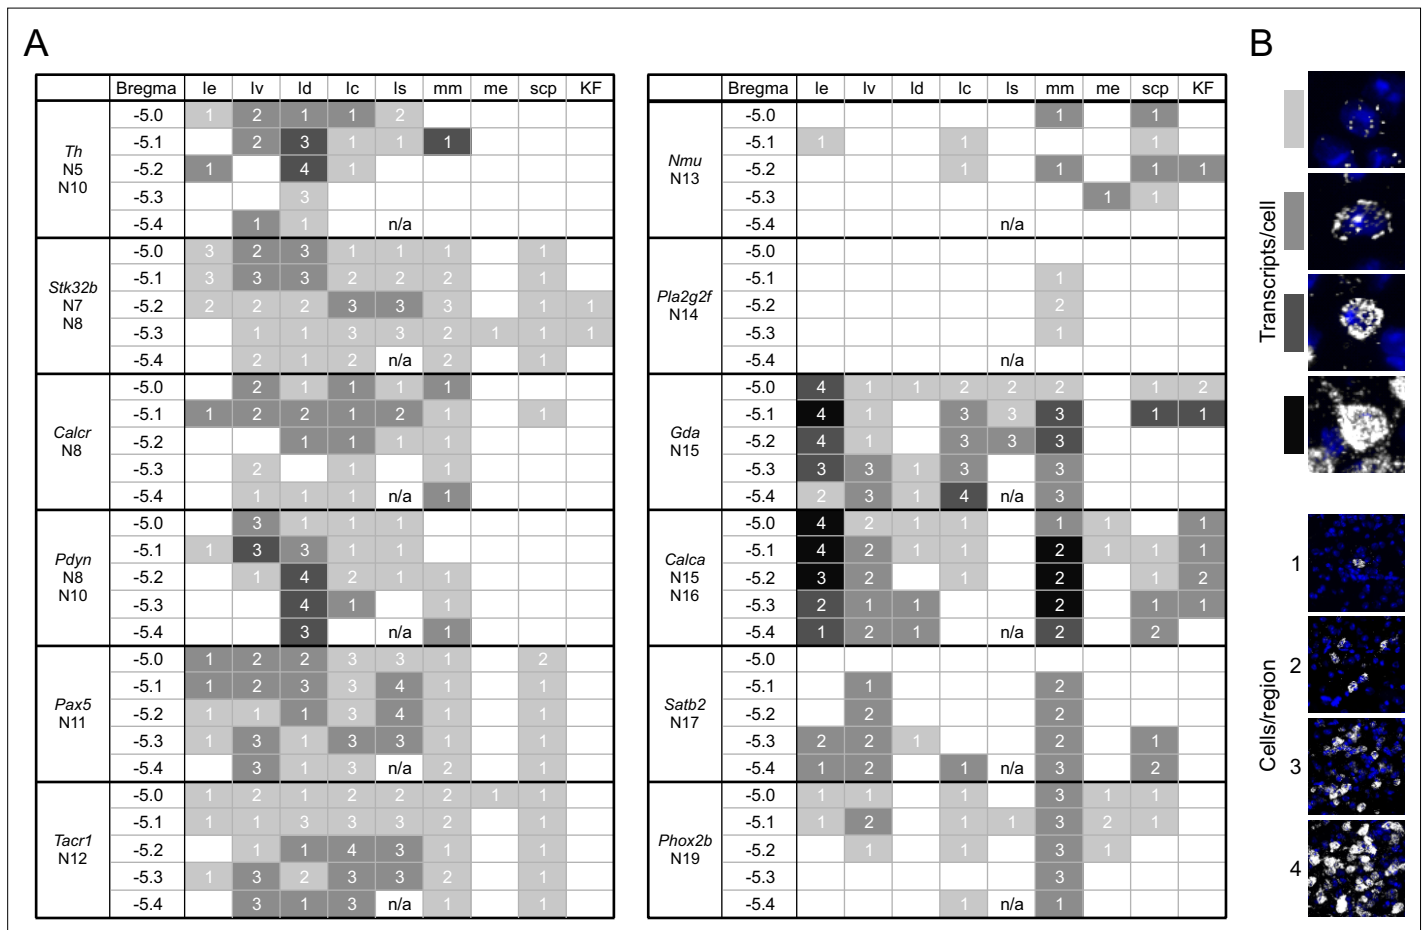 A
Bregma le lv ld lc ls mm me scp KF
Th
N5
N10
-5.0 1 2 1 1 2
-5.1 2 3 1 1 1
-5.2 1 4 1
-5.3 3
-5.4 1 1 n/a
Stk32b
N7
N8
-5.0 3 2 3 1 1 1 1
-5.1 3 3 3 2 2 2 1
-5.2 2 2 2 3 3 3 1 1
-5.3 1 1 3 3 2 1 1 1
-5.4 2 1 2 n/a 2 1
Calcr
N8
-5.0 2 1 1 1 1
-5.1 1 2 2 1 2 1 1
-5.2 1 1 1 1
-5.3 2 1 1
-5.4 1 1 1 n/a 1
Pdyn
N8
N10
-5.0 3 1 1 1
-5.1 1 3 3 1 1
-5.2 1 4 2 1 1
-5.3 4 1 1
-5.4 3 n/a 1
Pax5
N11
-5.0 1 2 2 3 3 1 2
-5.1 1 2 3 3 4 1 1
-5.2 1 1 1 3 4 1 1
-5.3 1 3 1 3 3 1 1
-5.4 3 1 3 n/a 2 1
Tacr1
N12
-5.0 1 2 1 2 2 2 1 1
-5.1 1 1 3 3 3 2 1
-5.2 1 1 4 3 1 1
-5.3 1 3 2 3 3 2 1
-5.4 3 1 3 n/a 1 1
Bregma le lv ld lc ls mm me scp KF
Nmu
N13
-5.0 1 1
-5.1 1 1 1
-5.2 1 1 1 1
-5.3 1 1
-5.4 n/a
Pla2g2f
N14
-5.0
-5.1 1
-5.2 2
-5.3 1
-5.4 n/a
Gda
N15
-5.0 4 1 1 2 2 2 1 2
-5.1 4 1 3 3 3 1 1
-5.2 4 1 3 3 3
-5.3 3 3 1 3 3
-5.4 2 3 1 4 n/a 3
Calca
N15
N16
-5.0 4 2 1 1 1 1 1
-5.1 4 2 1 1 2 1 1 1
-5.2 3 2 1 2 1 2
-5.3 2 1 1 2 1 1
-5.4 1 2 1 n/a 2 2
Satb2
N17
-5.0
-5.1 1 2
-5.2 2 2
-5.3 2 2 1 2 1
-5.4 1 2 1 n/a 3 2
Phox2b
N19
-5.0 1 1 1 3 1 1
-5.1 1 2 1 1 3 2 1
-5.2 1 1 3 1
-5.3 3
-5.4 1 n/a 1
B
Transcripts/cell
Cells/region
1
2
3
4